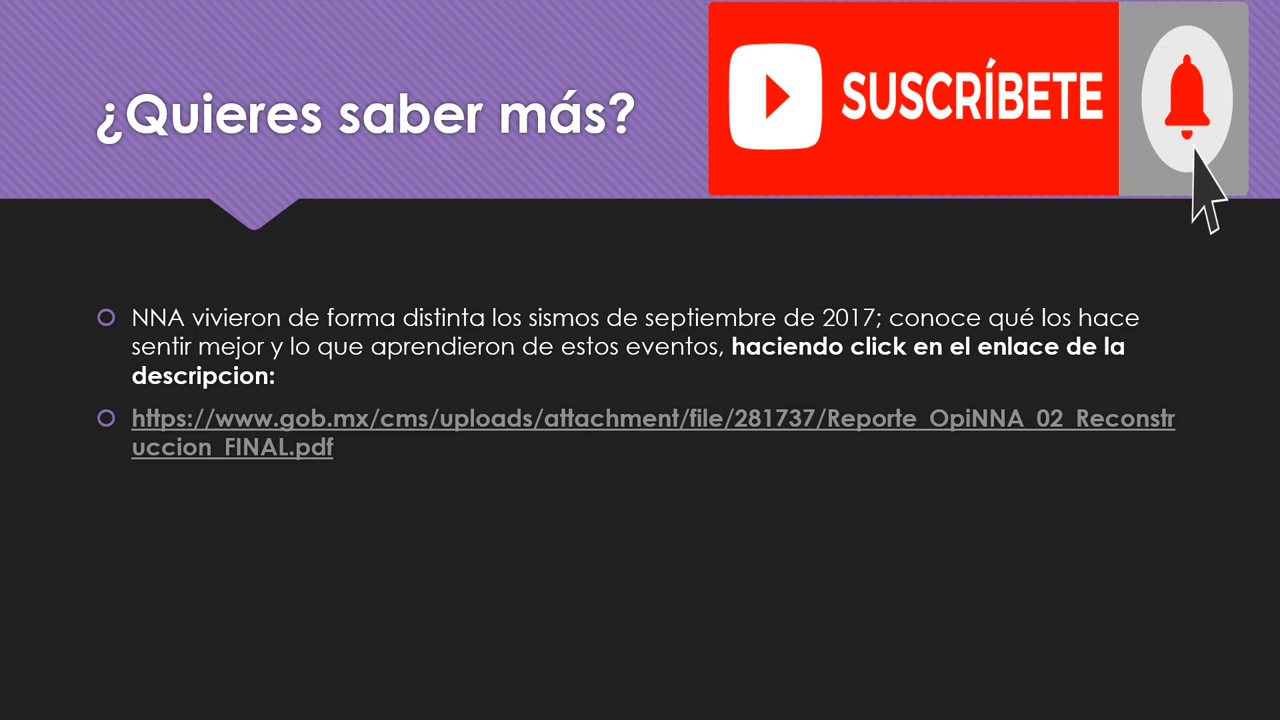 ¿Quieres saber más?
SUSCRÍBETE
NNA vivieron de forma distinta los sismos de septiembre de 2017; conoce qué los hace
sentir mejor y lo que aprendieron de estos eventos, haciendo click en el enlace de la
descripcion:
https://www.gob.mx/cms/uploads/attachment/file/281737/Reporte_OpiNNA_02_Reconstr
uccion_FINAL.pdf